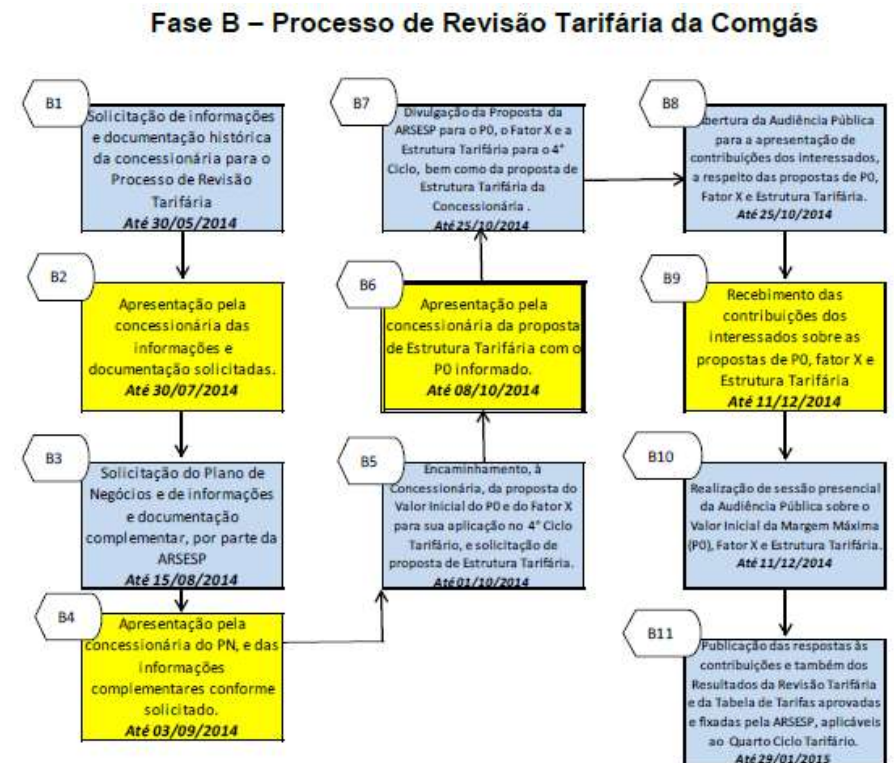 Fase B – Processo de Revisão Tarifária da Comgás
B1
Solicitação de informações
e documentação histórica
da concessionária para o
Processo de Revisão
Tarifária
Até 30/05/2014
B2
Apresentação pela
concessionária das
informações e
documentação solicitadas.
Até 30/07/2014
B3
Solicitação do Plano de
Negócios e de informações
e documentação
complementar, por parte da
ARSESP
Até 15/08/2014
B4
Apresentação pela
concessionária do PN, e das
informações
complementares conforme
solicitado.
Até 03/09/2014
B5
Encaminhamento, à
Concessionária, da proposta do
Valor Inicial do P0 e do Fator X
para sua aplicação no 4° Ciclo
Tarifário, e solicitação de
proposta de Estrutura Tarifária.
Até 01/10/2014
B6
Apresentação pela
concessionária da proposta
de Estrutura Tarifária com o
P0 informado.
Até 08/10/2014
B7
Divulgação da Proposta da
ARSESP para o P0, o Fator X e a
Estrutura Tarifária para o 4°
Ciclo, bem como da proposta de
Estrutura Tarifária da
Concessionária .
Até 25/10/2014
B8
bertura da Audiência Pública
para a apresentação de
contribuições dos Interessados,
a respeito das propostas de P0,
Fator X e Estrutura Tarifária.
Até 25/10/2014
B9
Recebimento das
contribuições dos
interessados sobre as
propostas de P0, fator X e
Estrutura Tarifária
Até 11/12/2014
B10
Realização de sessão presencial
da Audiência Pública sobre o
Valor Inicial da Margem Máxima
(P0), Fator X e Estrutura Tarifária.
Até 11/12/2014
B11
Publicação das respostas às
contribuições e também dos
Resultados da Revisão Tarifária
e da Tabela de Tarifas aprovadas
e fixadas pela ARSESP, aplicáveis
ao Quarto Ciclo Tarifário.
Até 29/01/2015